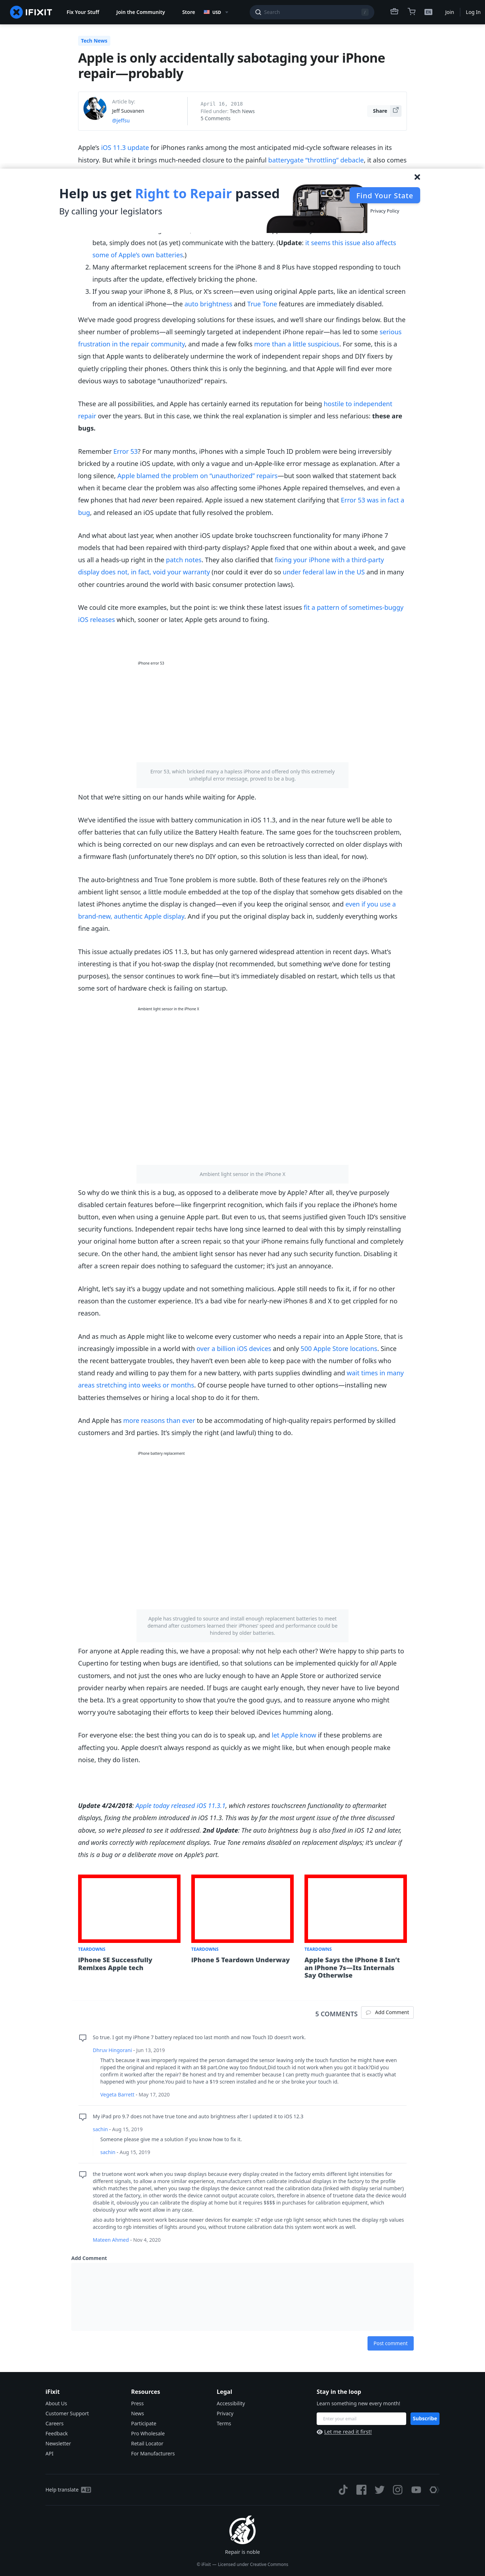 IFIXIT
Fix Your Stuff
Join the Community
Store
USD
Search
/
EN
Join
Log In
Tech News
Apple is only accidentally sabotaging your iPhone
repair—probably
Article by:
Jeff Suovanen
@jeffsu
April 16, 2018
Filed under: Tech News
5 Comments
Share
Apple's iOS 11.3 update for iPhones ranks among the most anticipated mid-cycle software releases in its
history. But while it brings much-needed closure to the painful batterygate "throttling" debacle, it also comes
Help us get Right to Repair passed
By calling your legislators
Find Your State
Privacy Policy
beta, simply does not (as yet) communicate with the battery. (Update: it seems this issue also affects
some of Apple's own batteries.)
2. Many aftermarket replacement screens for the iPhone 8 and 8 Plus have stopped responding to touch
inputs after the update, effectively bricking the phone.
3. If you swap your iPhone 8, 8 Plus, or X's screen—even using original Apple parts, like an identical screen
from an identical iPhone—the auto brightness and True Tone features are immediately disabled.
We've made good progress developing solutions for these issues, and we'll share our findings below. But the
sheer number of problems—all seemingly targeted at independent iPhone repair—has led to some serious
frustration in the repair community, and made a few folks more than a little suspicious. For some, this is a
sign that Apple wants to deliberately undermine the work of independent repair shops and DIY fixers by
quietly crippling their phones. Others think this is only the beginning, and that Apple will find ever more
devious ways to sabotage "unauthorized" repairs.
These are all possibilities, and Apple has certainly earned its reputation for being hostile to independent
repair over the years. But in this case, we think the real explanation is simpler and less nefarious: these are
bugs.
Remember Error 53? For many months, iPhones with a simple Touch ID problem were being irreversibly
bricked by a routine iOS update, with only a vague and un-Apple-like error message as explanation. After a
long silence, Apple blamed the problem on "unauthorized" repairs—but soon walked that statement back
when it became clear the problem was also affecting some iPhones Apple repaired themselves, and even a
few phones that had never been repaired. Apple issued a new statement clarifying that Error 53 was in fact a
bug, and released an iOS update that fully resolved the problem.
And what about last year, when another iOS update broke touchscreen functionality for many iPhone 7
models that had been repaired with third-party displays? Apple fixed that one within about a week, and gave
us all a heads-up right in the patch notes. They also clarified that fixing your iPhone with a third-party
display does not, in fact, void your warranty (nor could it ever do so under federal law in the US and in many
other countries around the world with basic consumer protection laws).
We could cite more examples, but the point is: we think these latest issues fit a pattern of sometimes-buggy
iOS releases which, sooner or later, Apple gets around to fixing.
iPhone error 53
Error 53, which bricked many a hapless iPhone and offered only this extremely
unhelpful error message, proved to be a bug.
Not that we're sitting on our hands while waiting for Apple.
We've identified the issue with battery communication in iOS 11.3, and in the near future we'll be able to
offer batteries that can fully utilize the Battery Health feature. The same goes for the touchscreen problem,
which is being corrected on our new displays and can even be retroactively corrected on older displays with
a firmware flash (unfortunately there's no DIY option, so this solution is less than ideal, for now).
The auto-brightness and True Tone problem is more subtle. Both of these features rely on the iPhone's
ambient light sensor, a little module embedded at the top of the display that somehow gets disabled on the
latest iPhones anytime the display is changed—even if you keep the original sensor, and even if you use a
brand-new, authentic Apple display. And if you put the original display back in, suddenly everything works
fine again.
This issue actually predates iOS 11.3, but has only garnered widespread attention in recent days. What's
interesting is that if you hot-swap the display (not recommended, but something we've done for testing
purposes), the sensor continues to work fine—but it's immediately disabled on restart, which tells us that
some sort of hardware check is failing on startup.
Ambient light sensor in the iPhone X
Ambient light sensor in the iPhone X
So why do we think this is a bug, as opposed to a deliberate move by Apple? After all, they've purposely
disabled certain features before—like fingerprint recognition, which fails if you replace the iPhone's home
button, even when using a genuine Apple part. But even to us, that seems justified given Touch ID's sensitive
security functions. Independent repair techs have long since learned to deal with this by simply reinstalling
your original home button after a screen repair, so that your iPhone remains fully functional and completely
secure. On the other hand, the ambient light sensor has never had any such security function. Disabling it
after a screen repair does nothing to safeguard the customer; it's just an annoyance.
Alright, let's say it's a buggy update and not something malicious. Apple still needs to fix it, if for no other
reason than the customer experience. It's a bad vibe for nearly-new iPhones 8 and X to get crippled for no
reason.
And as much as Apple might like to welcome every customer who needs a repair into an Apple Store, that is
increasingly impossible in a world with over a billion iOS devices and only 500 Apple Store locations. Since
the recent batterygate troubles, they haven't even been able to keep pace with the number of folks who
stand ready and willing to pay them for a new battery, with parts supplies dwindling and wait times in many
areas stretching into weeks or months. Of course people have turned to other options—installing new
batteries themselves or hiring a local shop to do it for them.
And Apple has more reasons than ever to be accommodating of high-quality repairs performed by skilled
customers and 3rd parties. It's simply the right (and lawful) thing to do.
iPhone battery replacement
Apple has struggled to source and install enough replacement batteries to meet
demand after customers learned their iPhones' speed and performance could be
hindered by older batteries.
For anyone at Apple reading this, we have a proposal: why not help each other? We're happy to ship parts to
Cupertino for testing when bugs are identified, so that solutions can be implemented quickly for all Apple
customers, and not just the ones who are lucky enough to have an Apple Store or authorized service
provider nearby when repairs are needed. If bugs are caught early enough, they never have to live beyond
the beta. It's a great opportunity to show that you're the good guys, and to reassure anyone who might
worry you're sabotaging their efforts to keep their beloved iDevices humming along.
For everyone else: the best thing you can do is to speak up, and let Apple know if these problems are
affecting you. Apple doesn't always respond as quickly as we might like, but when enough people make
noise, they do listen.
Update 4/24/2018: Apple today released iOS 11.3.1, which restores touchscreen functionality to aftermarket
displays, fixing the problem introduced in iOS 11.3. This was by far the most urgent issue of the three discussed
above, so we're pleased to see it addressed. 2nd Update: The auto brightness bug is also fixed in iOS 12 and later,
and works correctly with replacement displays. True Tone remains disabled on replacement displays; it's unclear if
this is a bug or a deliberate move on Apple's part.
TEARDOWNS
iPhone SE Successfully
Remixes Apple tech
TEARDOWNS
iPhone 5 Teardown Underway
TEARDOWNS
Apple Says the iPhone 8 Isn't
an iPhone 7s—Its Internals
Say Otherwise
5 COMMENTS
Add Comment
So true. I got my iPhone 7 battery replaced too last month and now Touch ID doesn't work.
Dhruv Hingorani - Jun 13, 2019
That's because it was improperly repaired the person damaged the sensor leaving only the touch function he might have even
ripped the original and replaced it with an $8 part.One way too findout,Did touch id not work when you got it back?Did you
confirm it worked after the repair? Be honest and try and remember because I can pretty much guarantee that is exactly what
happened with your phone.You paid to have a $19 screen installed and he or she broke your touch id.
Vegeta Barrett - May 17, 2020
My iPad pro 9.7 does not have true tone and auto brightness after I updated it to iOS 12.3
sachin - Aug 15, 2019
Someone please give me a solution if you know how to fix it.
sachin - Aug 15, 2019
the truetone wont work when you swap displays because every display created in the factory emits different light intensities for
different signals, to allow a more similar experience, manufacturers often calibrate individual displays in the factory to the profile
which matches the panel, when you swap the displays the device cannot read the calibration data (linked with display serial number)
stored in the factory, in other words the device cannot output accurate colors, therefore in absence of truetone data the device would
disable it, obviously you can calibrate the display at home but it requires $$$$ in purchases for calibration equipment, which
obviously your wife wont allow in any case.
also auto brightness wont work because newer devices for example: s7 edge use rgb light sensor, which tunes the display rgb values
according to rgb intensities of lights around you, without trutone calibration data this system wont work as well.
Mateen Ahmed - Nov 4, 2020
Add Comment
Post comment
iFixit
About Us
Customer Support
Careers
Feedback
Newsletter
API
Resources
Press
News
Participate
Pro Wholesale
Retail Locator
For Manufacturers
Legal
Accessibility
Privacy
Terms
Stay in the loop
Learn something new every month!
Enter your email
Subscribe
Let me read it first!
Help translate
Repair is noble
© iFixit — Licensed under Creative Commons